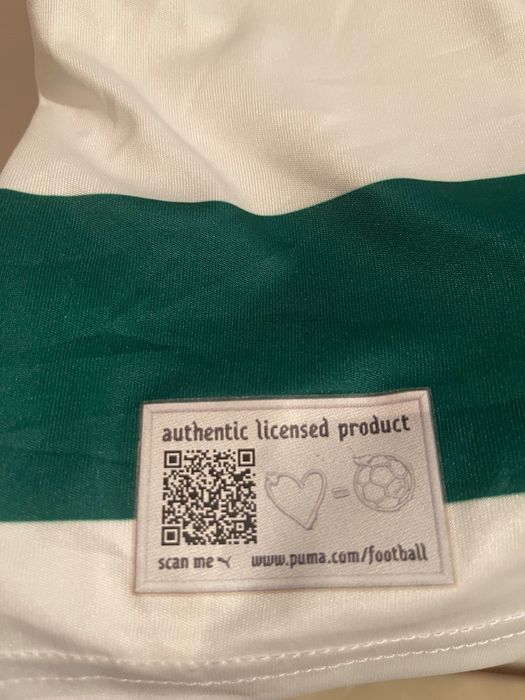 authentic licensed product
=
scan me www.puma.com/football